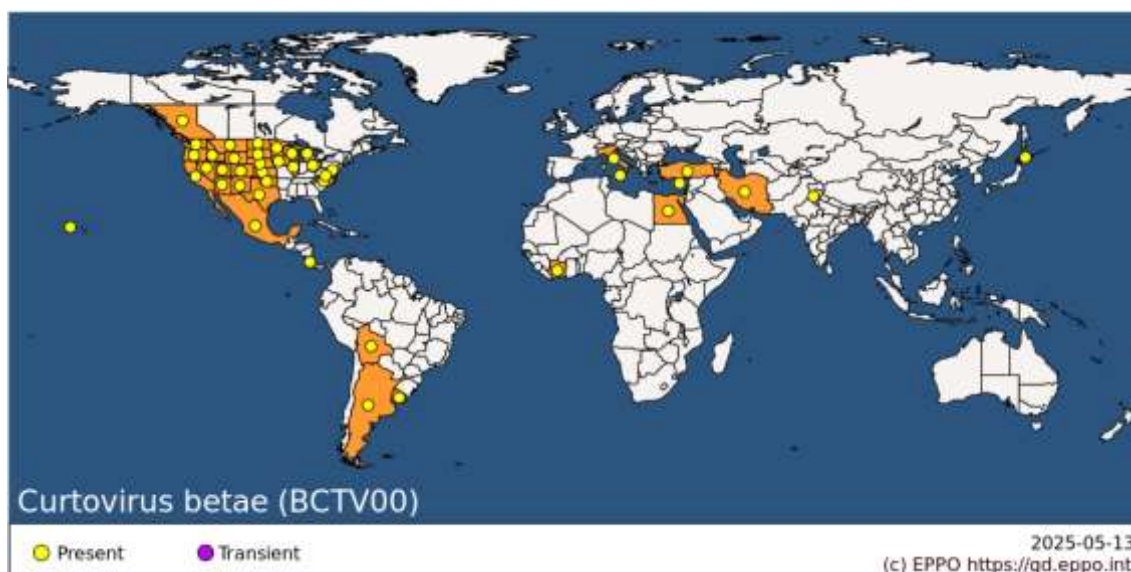 Curtovirus betae (BCTV00)
Present
Transient
2025-05-13
(c) EPPO https://gd.eppo.int